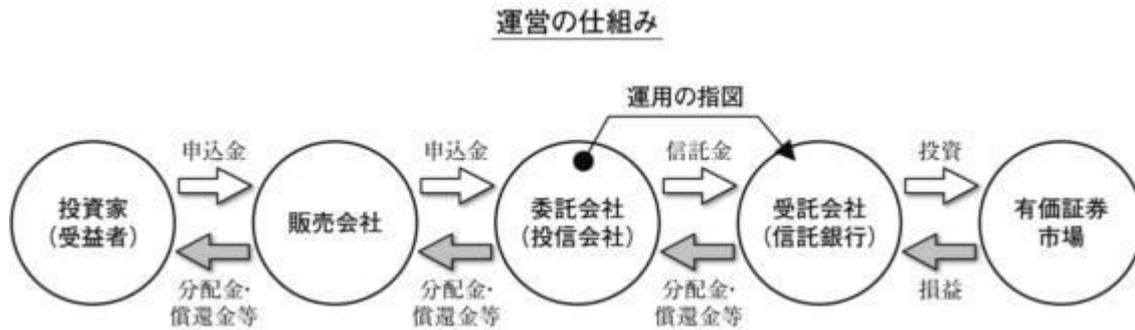 運営の仕組み
運用の指図
申込金
申込金
信託金
投資
投資家
(受益者)
販売会社
委託会社
(投信会社)
受託会社
(信託銀行)
有価証券
市場
分配金・
償還金等
分配金・
償還金等
分配金・
償還金等
損益